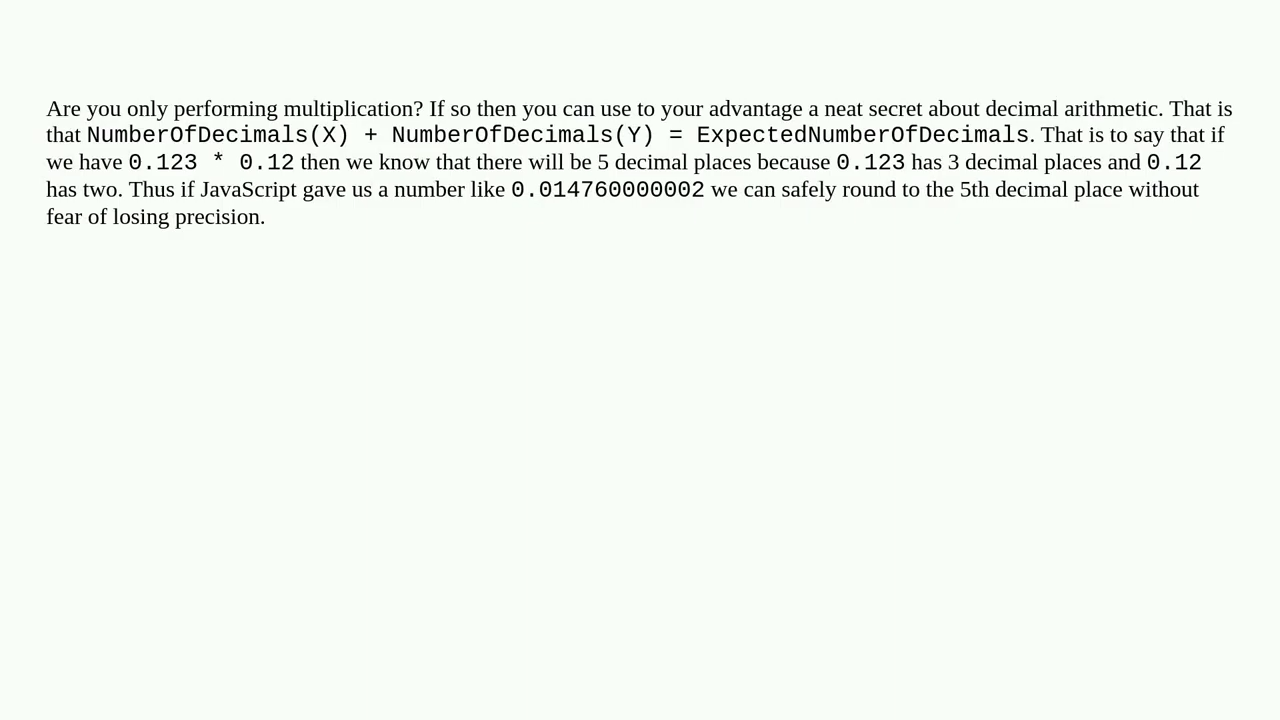 Are you only performing multiplication? If so then you can use to your advantage a neat secret about decimal arithmetic. That is
that NumberOfDecimals(X) + NumberOfDecimals(Y) = ExpectedNumberOfDecimals. That is to say that if
we have 0.123 * 0.12 then we know that there will be 5 decimal places because 0.123 has 3 decimal places and 0.12
has two. Thus if JavaScript gave us a number like 0.014760000002 we can safely round to the 5th decimal place without
fear of losing precision.